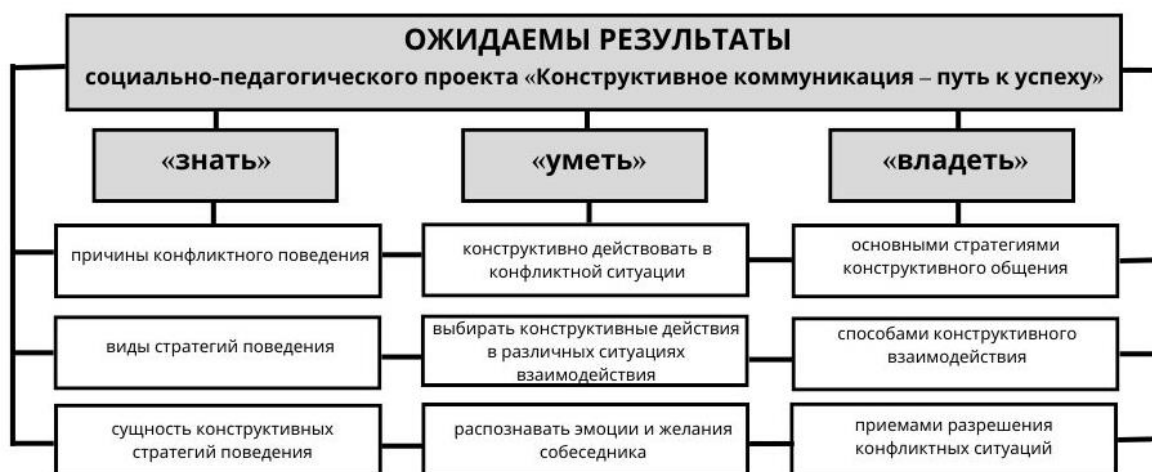 ОЖИДАЕМЫ РЕЗУЛЬТАТЫ
социально-педагогического проекта «Конструктивное коммуникация – путь к успеху»
«знать»
«уметь»
«владеть»
причины конфликтного поведения
конструктивно действовать в
конфликтной ситуации
основными стратегиями
конструктивного общения
виды стратегий поведения
выбирать конструктивные действия
в различных ситуациях
взаимодействия
способами конструктивного
взаимодействия
сущность конструктивных
стратегий поведения
распознавать эмоции и желания
собеседника
приемами разрешения
конфликтных ситуаций